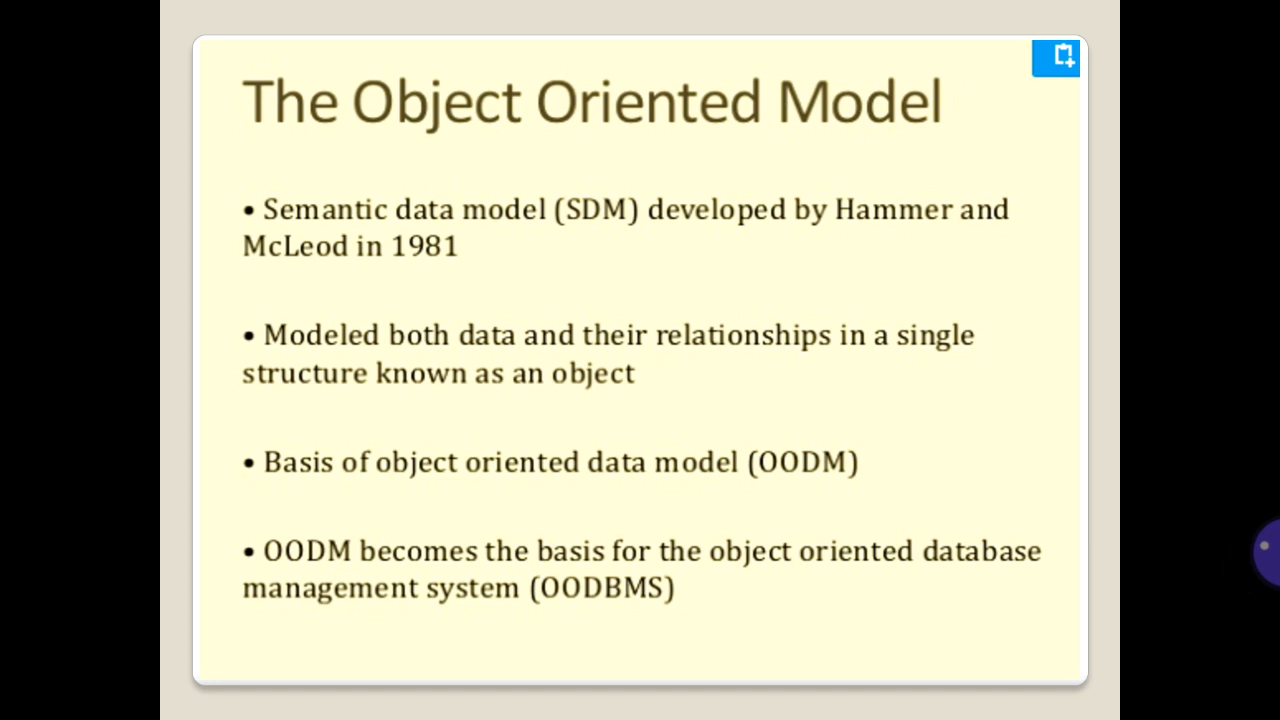 The Object Oriented Model
• Semantic data model (SDM) developed by Hammer and
McLeod in 1981
• Modeled both data and their relationships in a single
structure known as an object
• Basis of object oriented data model (OODM)
• OODM becomes the basis for the object oriented database
management system (OODBMS)